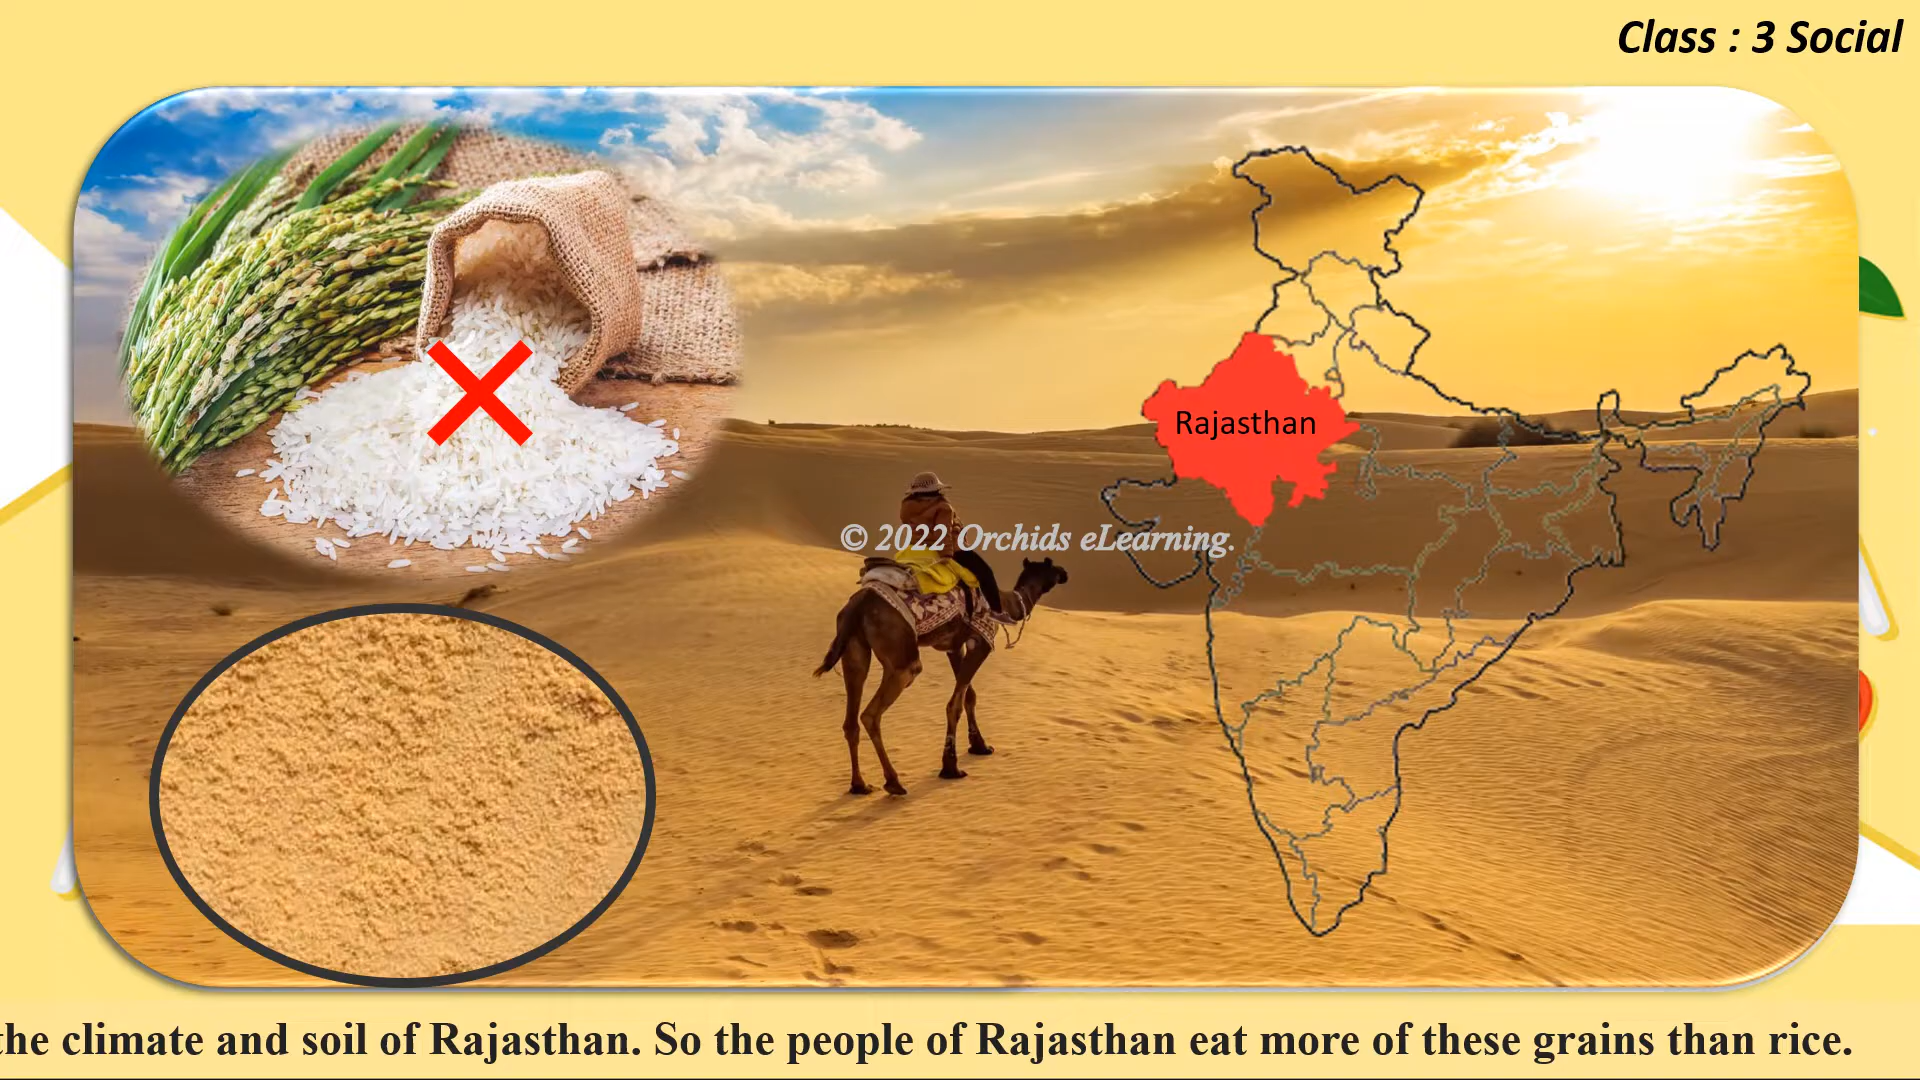 Class : 3 Social
Rajasthan
© 2022 Orchids eLearning.
the climate and soil of Rajasthan. So the people of Rajasthan eat more of these grains than rice.